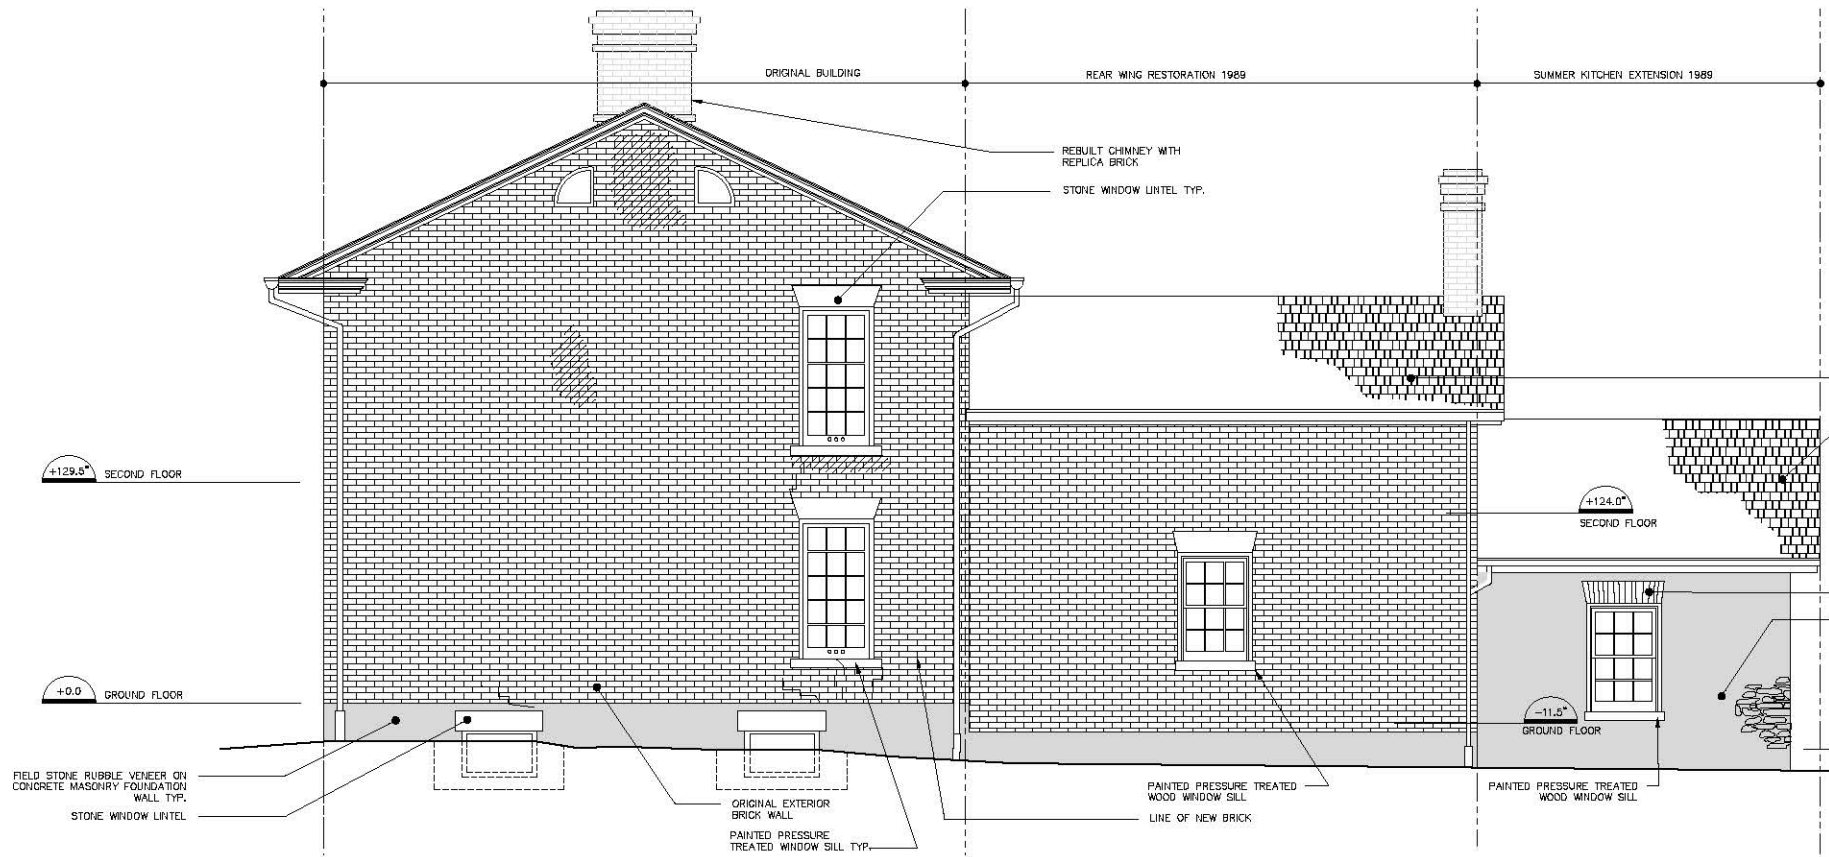 ORIGINAL BUILDING
REAR WING RESTORATION 1989
SUMMER KITCHEN EXTENSION 1989
REBUILT CHIMNEY WITH
REPLICA BRICK
STONE WINDOW LINTEL TYP.
+129.5"
SECOND FLOOR
+124.0"
SECOND FLOOR
+0.0
GROUND FLOOR
-11.5"
GROUND FLOOR
FIELD STONE RUBBLE VENEER ON
CONCRETE MASONRY FOUNDATION
WALL TYP.
STONE WINDOW LINTEL
ORIGINAL EXTERIOR
BRICK WALL
PAINTED PRESSURE
TREATED WINDOW SILL TYP.
LINE OF NEW BRICK
PAINTED PRESSURE TREATED
WOOD WINDOW SILL
PAINTED PRESSURE TREATED
WOOD WINDOW SILL